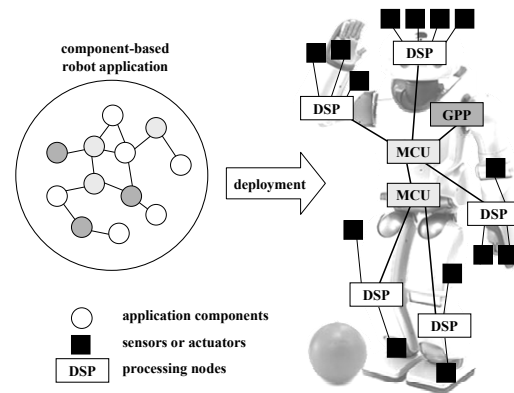 component-based
robot application
deployment
DSP
DSP
GPP
MCU
MCU
DSP
DSP
DSP
application components
sensors or actuators
DSP
processing nodes